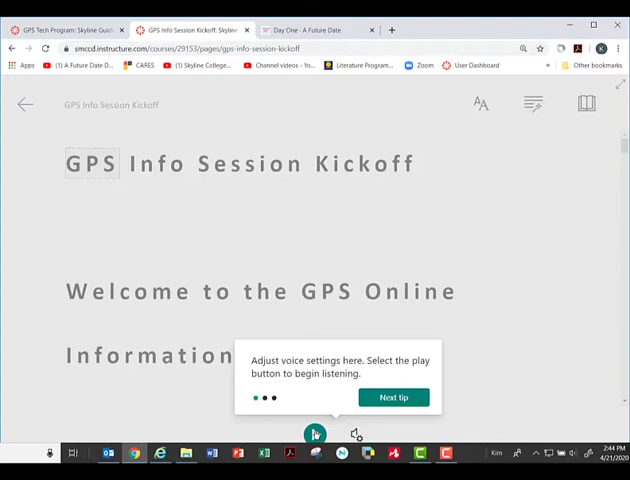 GPS Tech Program: Skyline Guid
GPS Info Session Kickoff: Skyline
Day One - A Future Date
smccd.instructure.com/courses/29153/pages/gps-info-session-kickoff
K
Apps
(1) A Future Date D...
CARES
(1) Skyline College...
Channel videos - Yo...
Literature Program...
Zoom
User Dashboard
»
Other bookmarks
GPS Info Session Kickoff
GPS Info Session Kickoff
Welcome to the GPS Online
Information
Adjust voice settings here. Select the play
button to begin listening.
Next tip
Kim
2:44 PM
4/21/2020